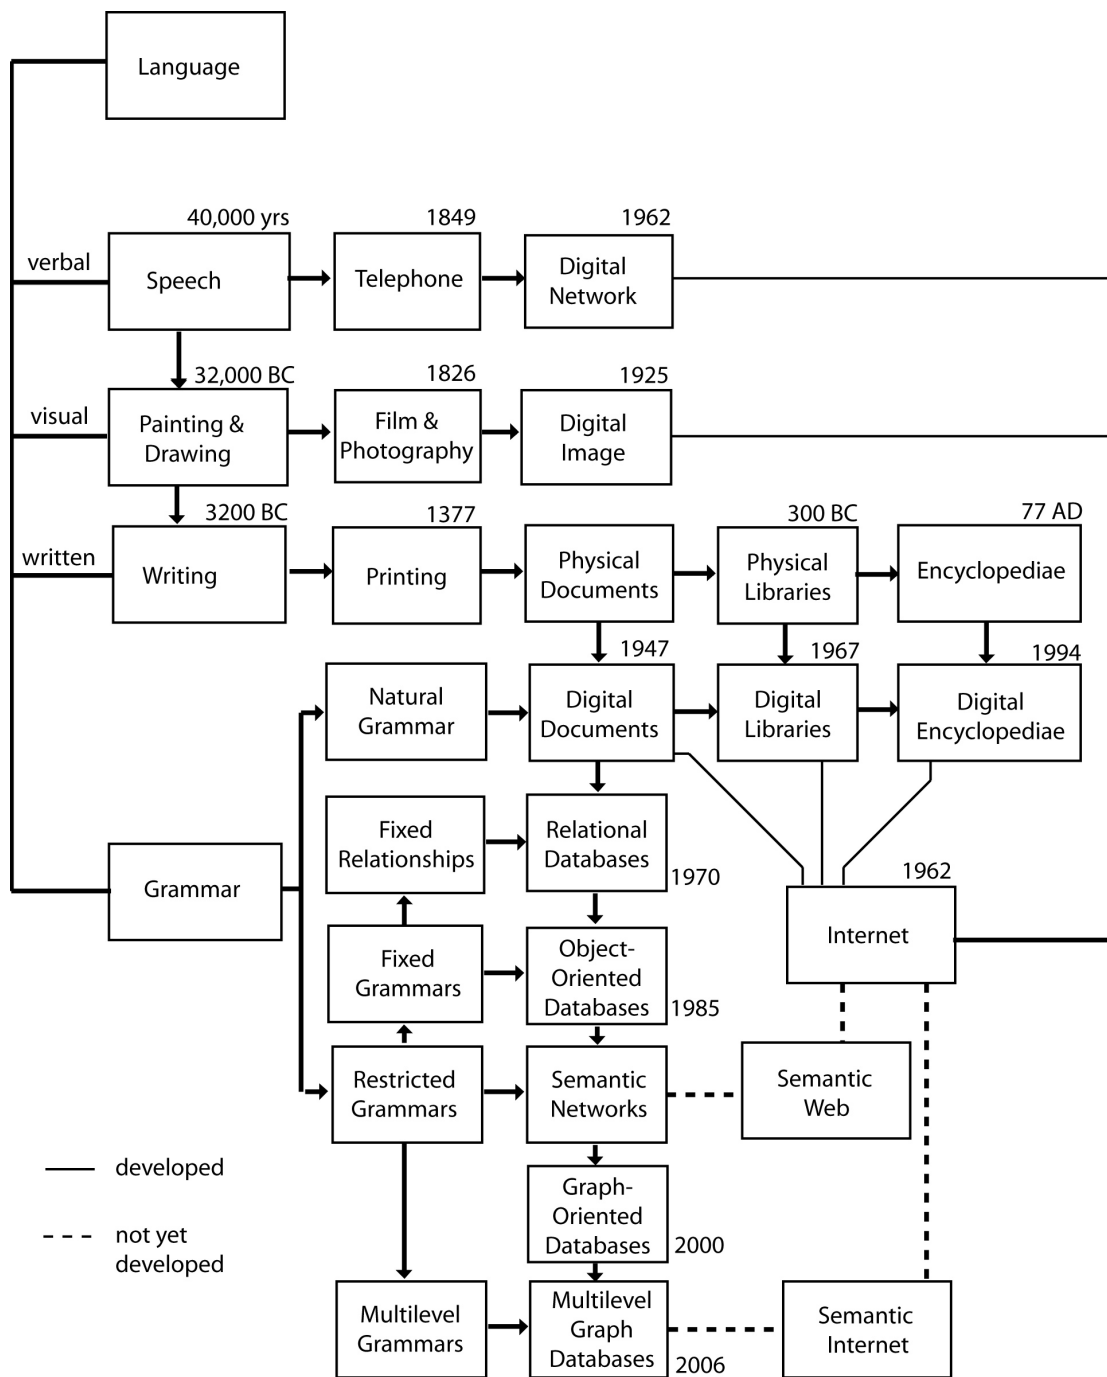 Language
40,000 yrs
1849
1962
verbal
Speech
Telephone
Digital
Network
32,000 BC
1826
1925
visual
Painting &
Drawing
Film &
Photography
Digital
Image
3200 BC
1377
300 BC
77 AD
written
Writing
Printing
Physical
Documents
Physical
Libraries
Encyclopediae
1947
1967
1994
Natural
Grammar
Digital
Documents
Digital
Libraries
Digital
Encyclopediae
Fixed
Relationships
Relational
Databases
1970
Grammar
1962
Internet
Fixed
Grammars
Object-
Oriented
Databases
1985
Restricted
Grammars
Semantic
Networks
Semantic
Web
developed
not yet
developed
Graph-
Oriented
Databases
2000
Multilevel
Grammars
Multilevel
Graph
Databases
2006
Semantic
Internet